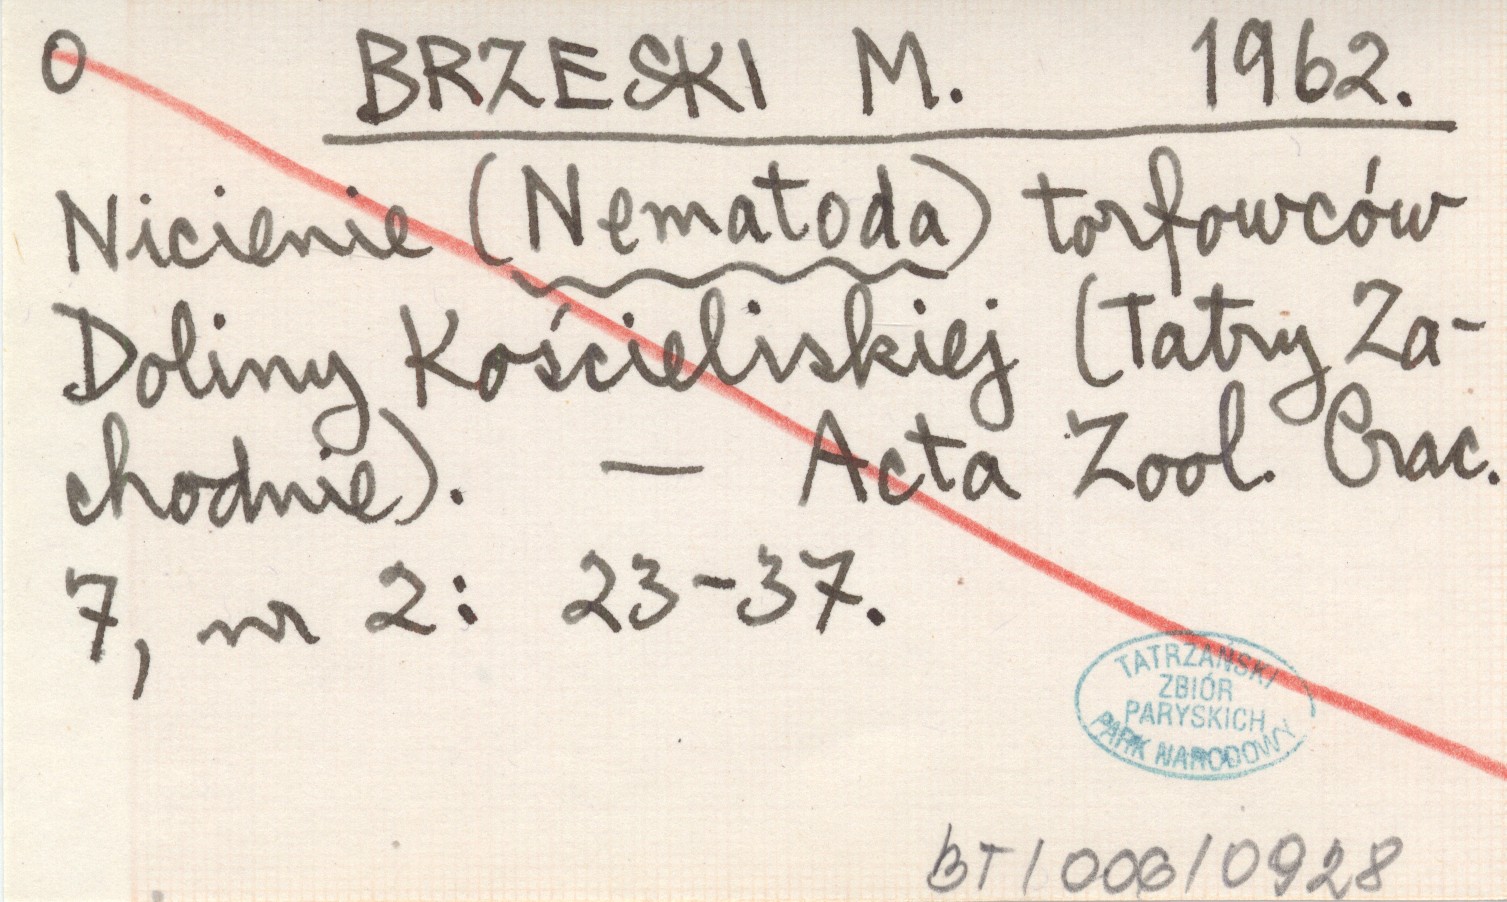 O BRZESKI M. 1962.
Nicienie (Nematoda) torfowców
Doliny Kościeliskiej (Tatry Za-
chodnie). — Acta Zool. Crac.
7, nr 2: 23-37.
TATRZAŃSKI
ZBIÓR
PARYSKICH
PARK NARODOWY
BT/006/0928